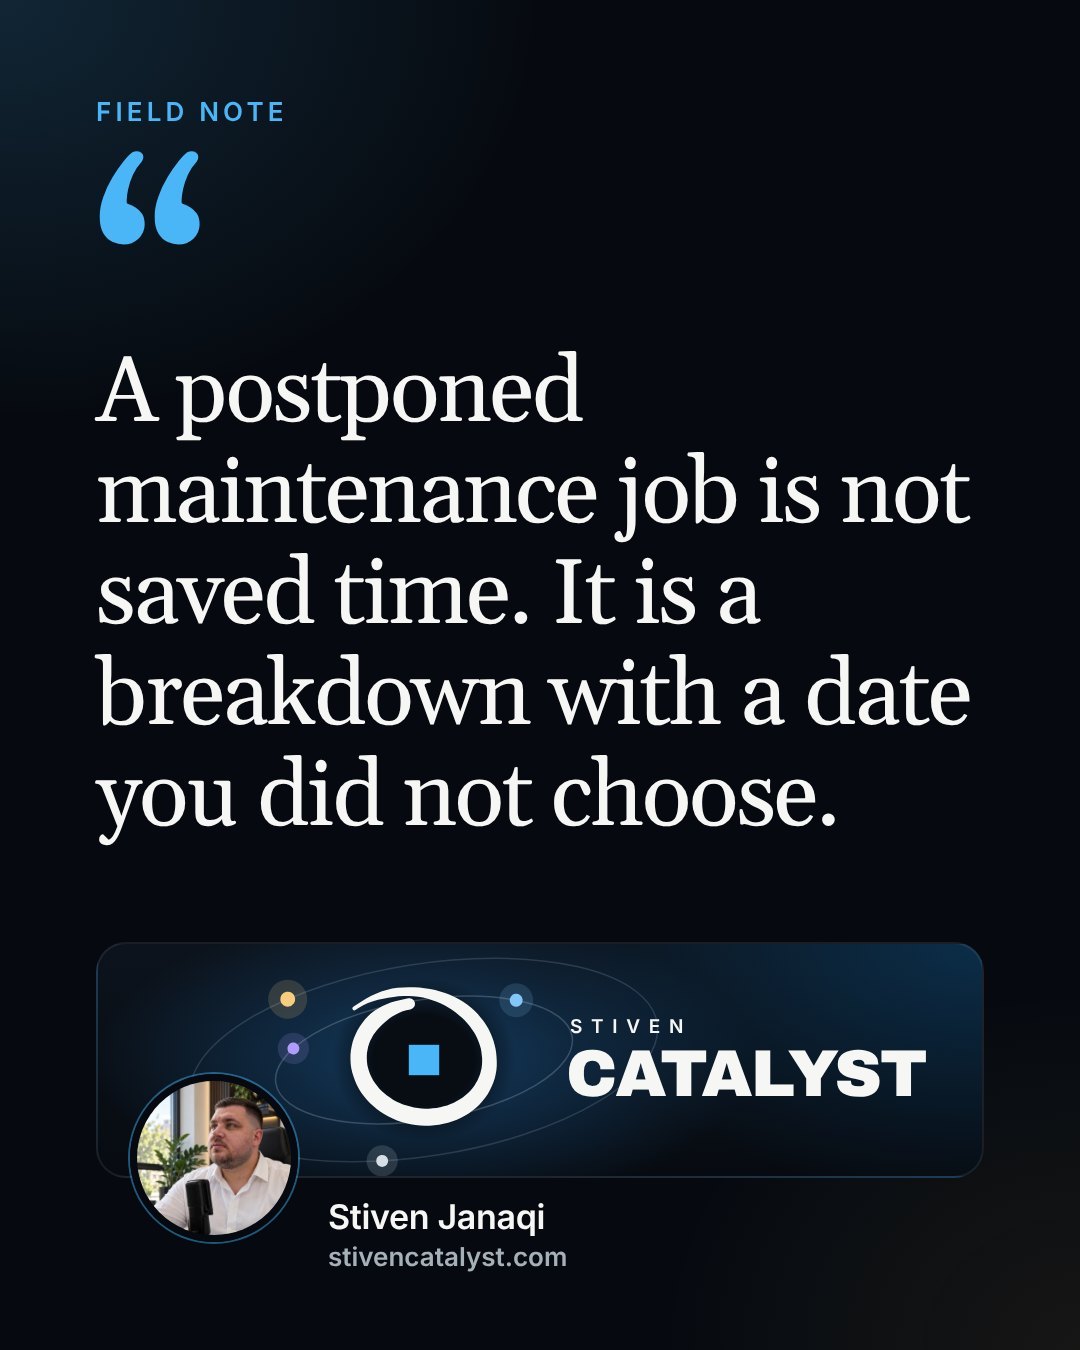 FIELD NOTE
“
A postponed
maintenance job is not
saved time. It is a
breakdown with a date
you did not choose.
STIVEN
CATALYST
Stiven Janaqi
stivencatalyst.com